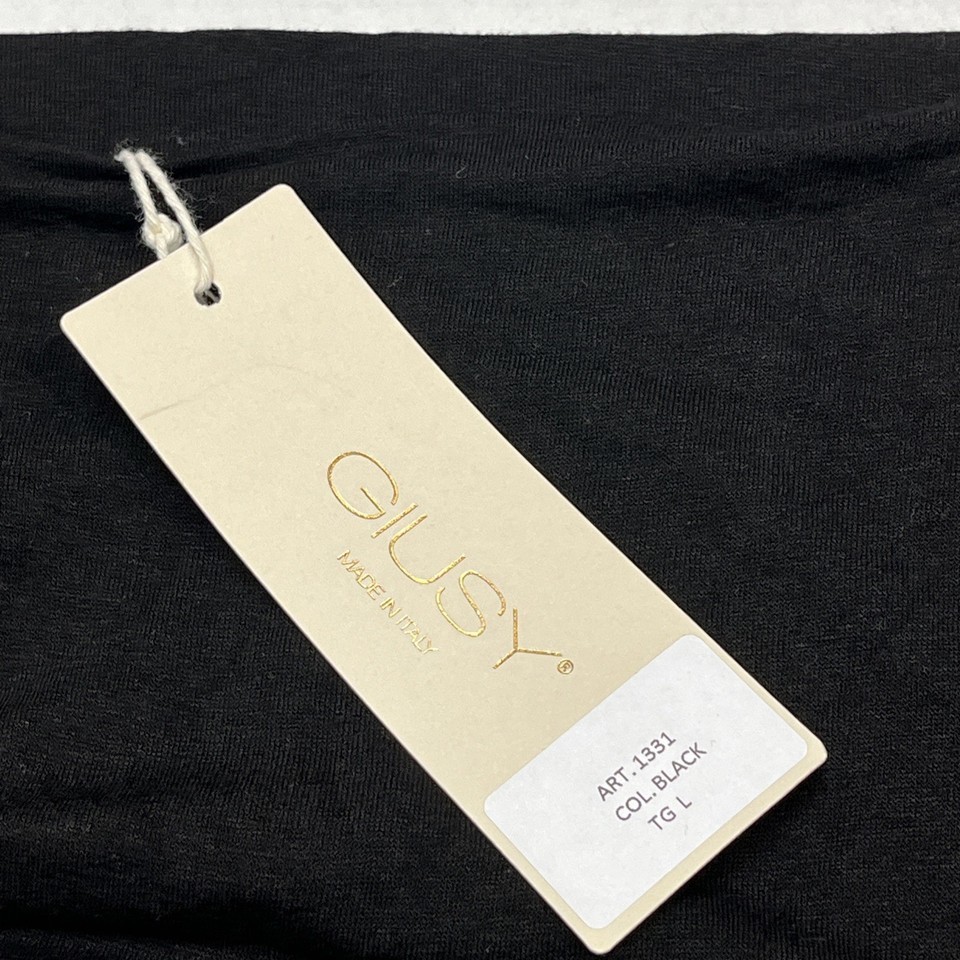 GIUSY®
MADE IN ITALY
ART. 1331
COL. BLACK
TG L